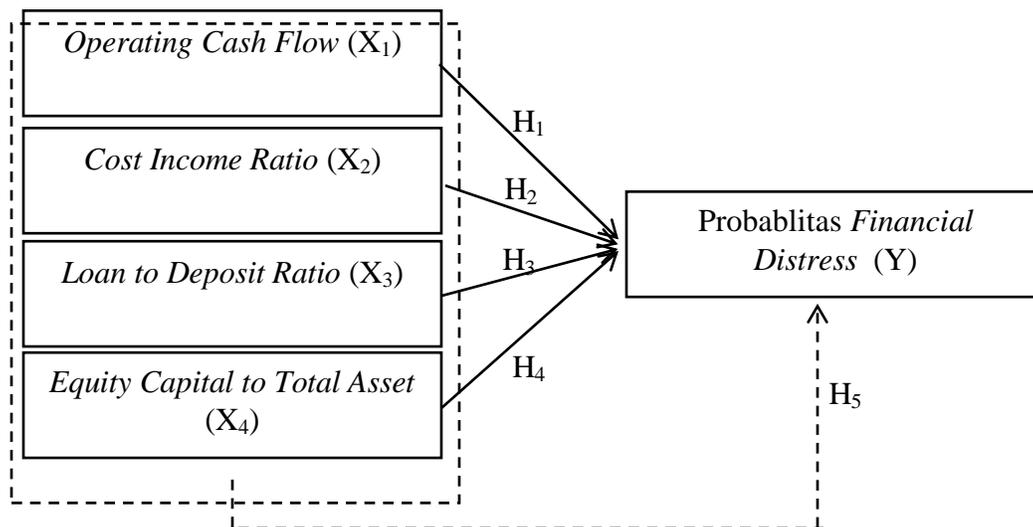 Operating Cash Flow (X₁)
H₁
Cost Income Ratio (X₂)
H₂
Probablitas Financial
Distress (Y)
Loan to Deposit Ratio (X₃)
H₃
Equity Capital to Total Asset
(X₄)
H₄
H₅